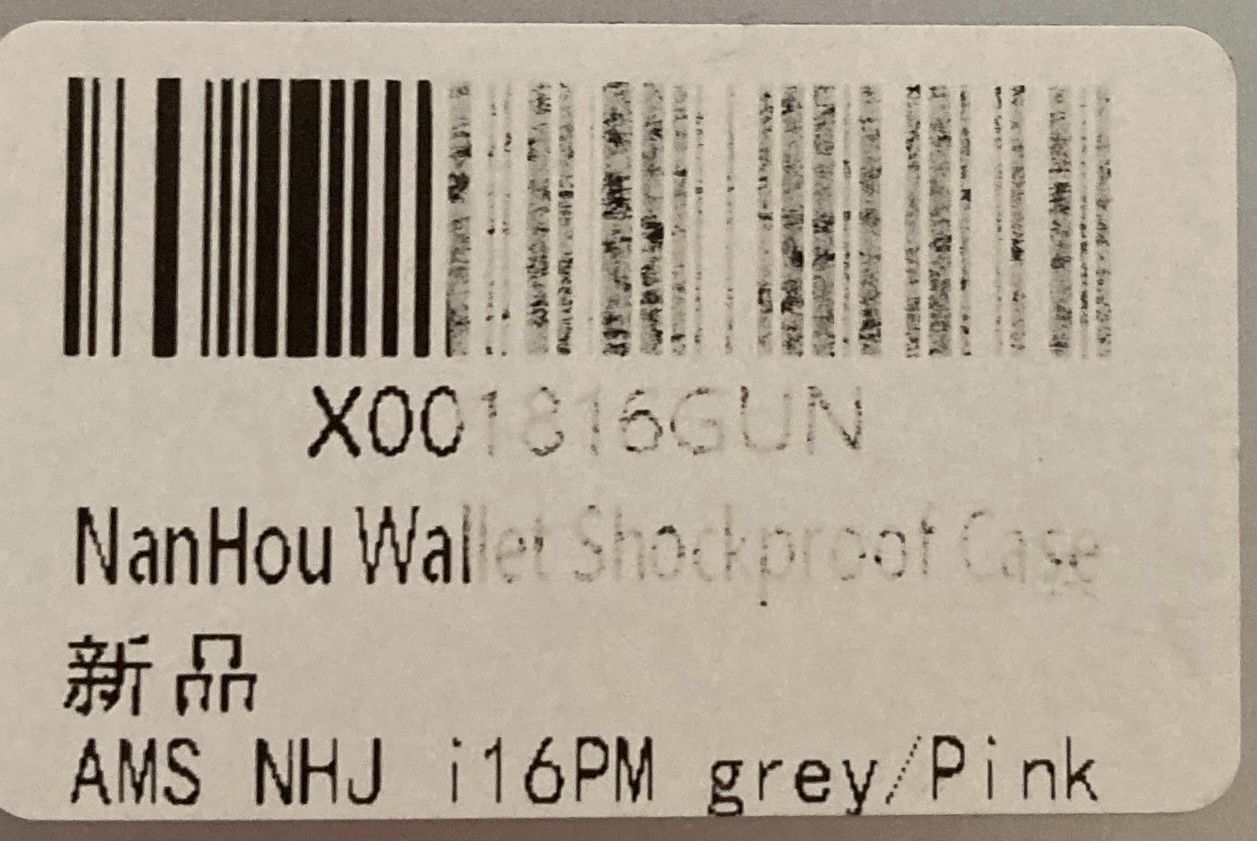 X001816GUN
NanHou Wallet Shockproof Case
新品
AMS NHJ i16PM grey/Pink